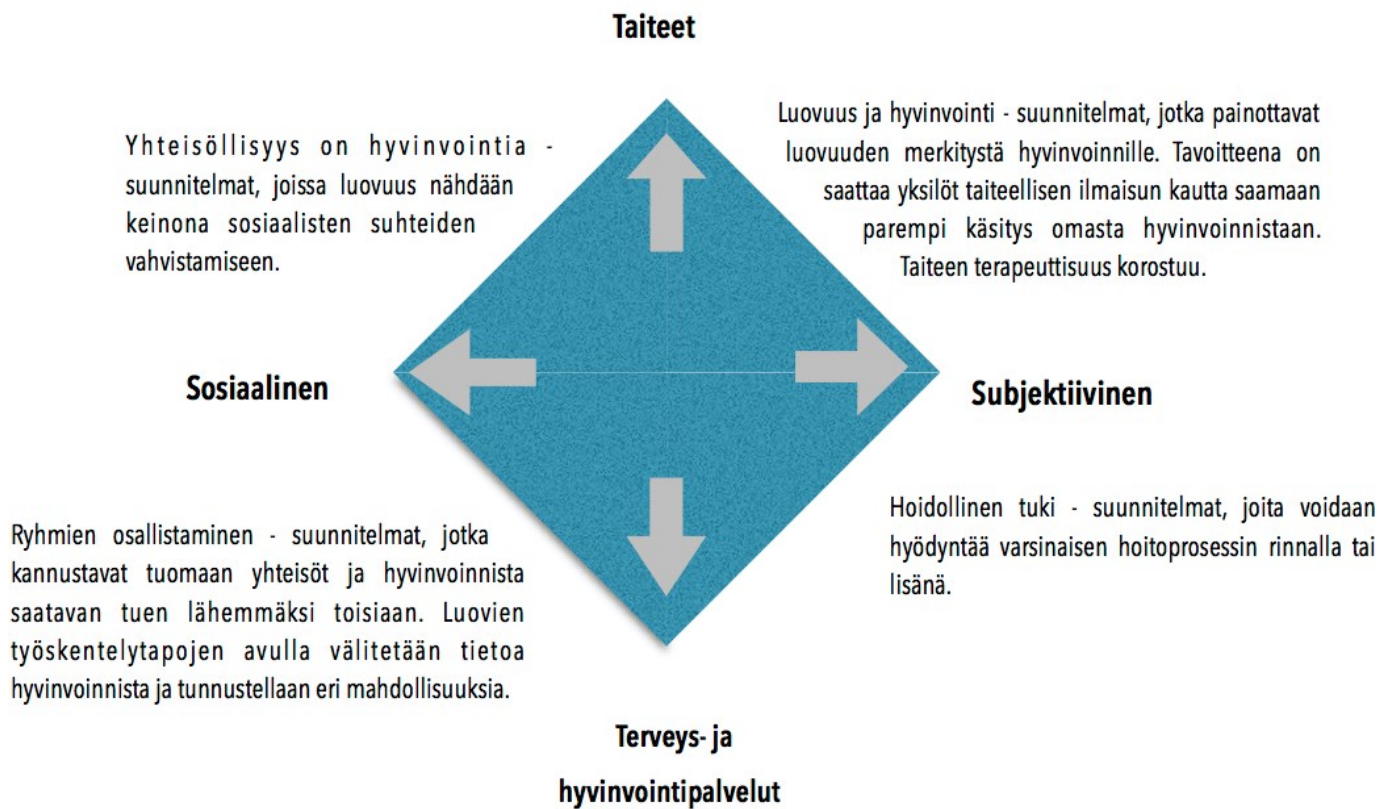 Taiteet
Yhteisöllisyys on hyvinvointia -
suunnitelmat, joissa luovuus nähdään
keinona sosiaalisten suhteiden
vahvistamiseen.
Luovuus ja hyvinvointi - suunnitelmat, jotka painottavat
luovuuden merkitystä hyvinvoinnille. Tavoitteena on
saattaa yksilöt taiteellisen ilmaisun kautta saamaan
parempi käsitys omasta hyvinvoinnistaan.
Taiteen terapeuttisuus korostuu.
Sosiaalinen
Subjektiivinen
Ryhmien osallistaminen - suunnitelmat, jotka
kannustavat tuomaan yhteisöt ja hyvinvoinnista
saatavan tuen lähemmäksi toisiaan. Luovien
työskentelytapojen avulla välitetään tietoa
hyvinvoinnista ja tunnustellaan eri mahdollisuuksia.
Hoidollinen tuki - suunnitelmat, joita voidaan
hyödyntää varsinaisen hoitoprosessin rinnalla tai
lisänä.
Terveys- ja
hyvinvointipalvelut